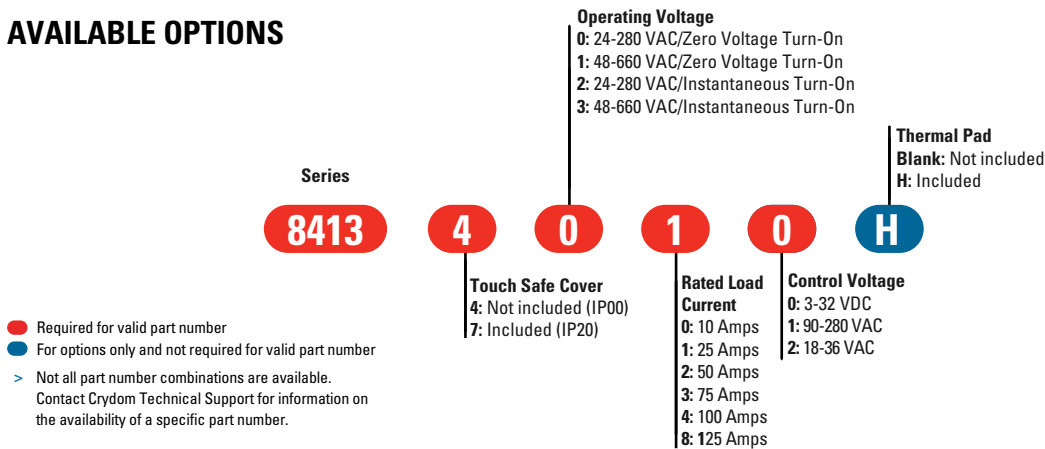 AVAILABLE OPTIONS
Operating Voltage
0: 24-280 VAC/Zero Voltage Turn-On
1: 48-660 VAC/Zero Voltage Turn-On
2: 24-280 VAC/Instantaneous Turn-On
3: 48-660 VAC/Instantaneous Turn-On
Thermal Pad
Blank: Not included
H: Included
Series
8413 4 0 1 0 H
Touch Safe Cover
4: Not included (IP00)
7: Included (IP20)
Rated Load
Current
0: 10 Amps
1: 25 Amps
2: 50 Amps
3: 75 Amps
4: 100 Amps
8: 125 Amps
Control Voltage
0: 3-32 VDC
1: 90-280 VAC
2: 18-36 VAC
Required for valid part number
For options only and not required for valid part number
> Not all part number combinations are available.
Contact Crydom Technical Support for information on
the availability of a specific part number.